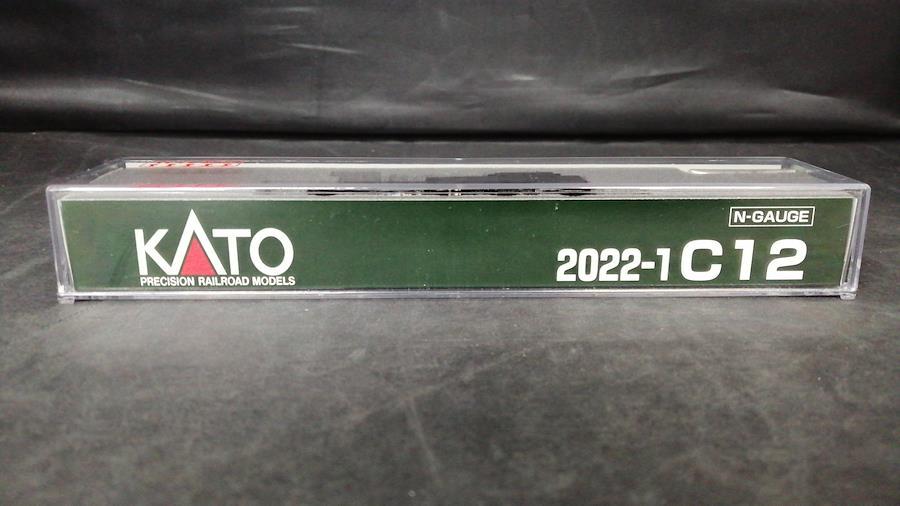 KATO
PRECISION RAILROAD MODELS
N-GAUGE
2022-1 C12